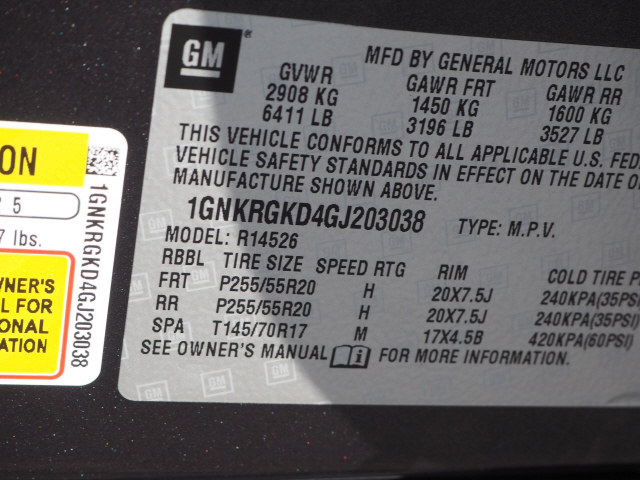 GM
MFD BY GENERAL MOTORS LLC
GVWR GAWR FRT GAWR RR
2908 KG 1450 KG 1600 KG
6411 LB 3196 LB 3527 LB
THIS VEHICLE CONFORMS TO ALL APPLICABLE U.S. FED
VEHICLE SAFETY STANDARDS IN EFFECT ON THE DATE O
MANUFACTURE SHOWN ABOVE.
1GNKRGKD4GJ203038 TYPE: M.P.V.
MODEL: R14526
RBBL TIRE SIZE SPEED RTG RIM COLD TIRE P
FRT P255/55R20 H 20X7.5J 240KPA(35PSI)
RR P255/55R20 H 20X7.5J 240KPA(35PSI)
SPA T145/70R17 M 17X4.5B 420KPA(60PSI)
SEE OWNER'S MANUAL FOR MORE INFORMATION.
ON
5
7 lbs.
WNER'S
L FOR
ONAL
ATION
1GNKRGKD4GJ203038